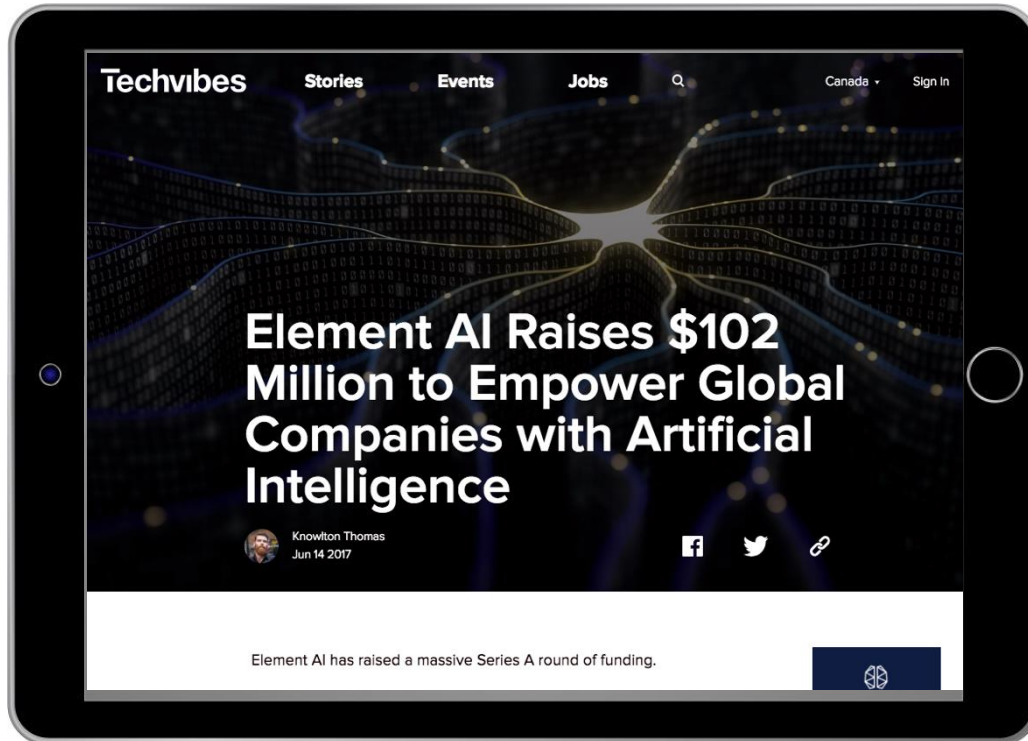 Techvibes Stories Events Jobs Canada Sign In
Element AI Raises $102
Million to Empower Global
Companies with Artificial
Intelligence
Knowlton Thomas
Jun 14 2017
Element AI has raised a massive Series A round of funding.